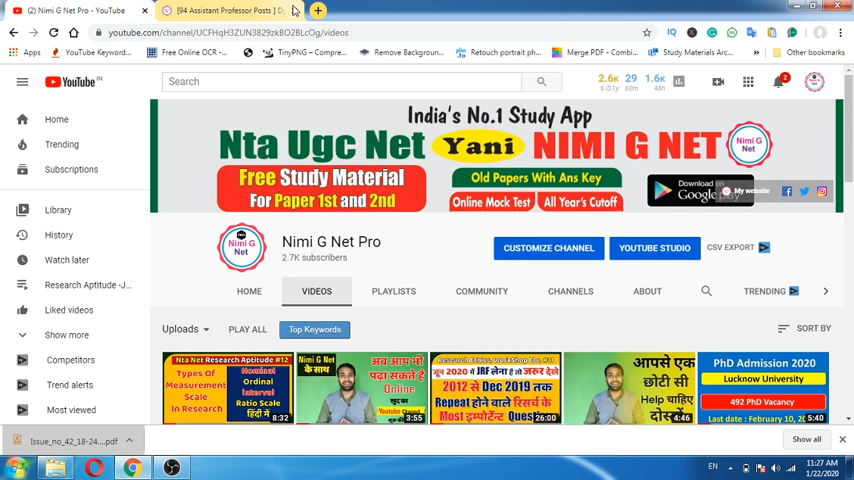 (2) Nimi G Net Pro - YouTube
[94 Assistant Professor Posts ] D
youtube.com/channel/UCFHqH3ZUN3829zkBO2BLcOg/videos
Apps
YouTube Keyword...
Free Online OCR -...
TinyPNG – Compre...
Remove Backgroun...
Retouch portrait ph...
Merge PDF - Combi...
Study Materials Arc...
Other bookmarks
YouTube IN
Search
2.6K 29 1.6K
1y 60m 48h
2
Home
Trending
Subscriptions
Library
History
Watch later
Research Aptitude -J...
Liked videos
Show more
Competitors
Trend alerts
Most viewed
India's No.1 Study App
Nta Ugc Net Yani NIMI G NET
Nimi G Net
Free Study Material
For Paper 1st and 2nd
Old Papers With Ans Key
Online Mock Test
All Year's Cutoff
Download on
Google
My website
Nimi G
Net
Nimi G Net Pro
2.7K subscribers
CUSTOMIZE CHANNEL
YOUTUBE STUDIO
CSV EXPORT
HOME
VIDEOS
PLAYLISTS
COMMUNITY
CHANNELS
ABOUT
TRENDING
Uploads
PLAY ALL
Top Keywords
SORT BY
Nta Net Research Aptitude #12
Types Of
Measurement
Scale
In Research
Nominal
Ordinal
Interval
Ratio Scale
हिंदी में
8:32
Nimi G Net
के साथ
अब आप भी
पढ़ा सकते है
Online
खुद का
Youtube
3:55
Research Ethics, WorkShop Etc. #11
जून 2020 में JRF लेना है तो जरूर देखे
2012 से Dec 2019 तक
Repeat होने वाले रिसर्च के
Most इम्पोर्टेन्ट
26:00
आपसे एक
छोटी सी
Help चाहिए
4:46
PhD Admission 2020
Lucknow University
492 PhD Vacancy
Last date : February 10,
5:40
Issue_no_42_18-24....pdf
Show all
EN
11:27 AM
1/22/2020